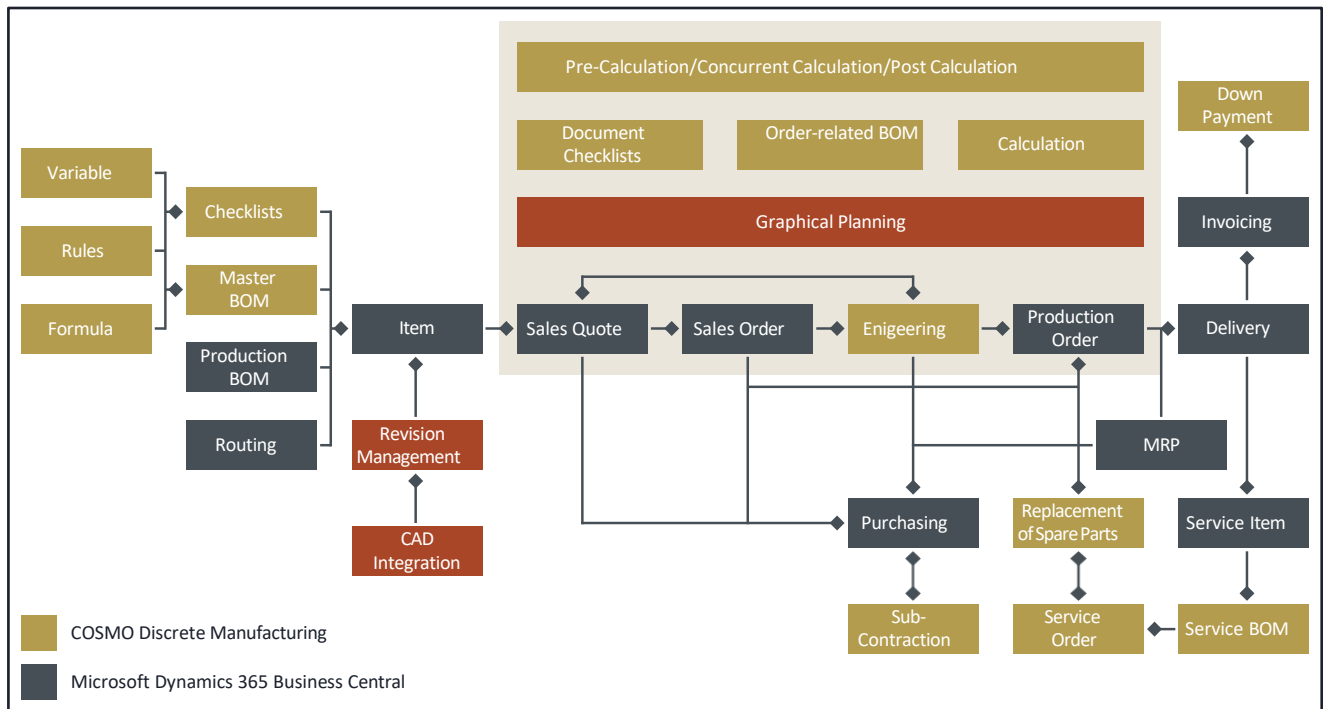 Pre-Calculation/Concurrent Calculation/Post Calculation
Down
Payment
Document
Checklists
Order-related BOM
Calculation
Variable
Checklists
Graphical Planning
Invoicing
Rules
Master
BOM
Formula
Item
Sales Quote
Sales Order
Enigeering
Production
Order
Delivery
Production
BOM
Routing
Revision
Management
MRP
CAD
Integration
Purchasing
Replacement
of Spare Parts
Service Item
Sub-
Contraction
Service
Order
Service BOM
COSMO Discrete Manufacturing
Microsoft Dynamics 365 Business Central